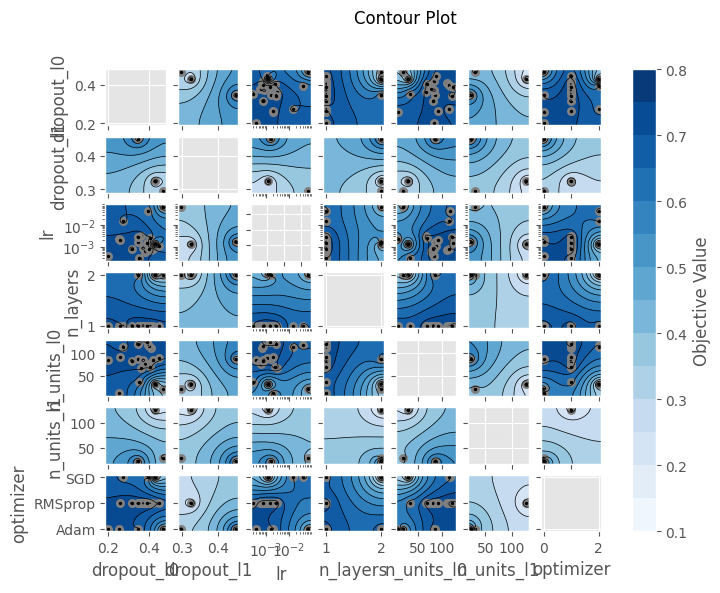 Contour Plot
dropout_l0
0.4
0.2
dropout_l1
0.4
0.3
lr
10⁻²
10⁻³
n_layers
2
1
n_units_l0
100
50
n_units_l1
100
50
optimizer
SGD
RMSprop
Adam
0.2 0.4
0.3 0.4
10⁻³ 10⁻²
1 2
50 100
50 100
0 2
dropout_l0 dropout_l1 lr n_layers n_units_l0 n_units_l1 optimizer
0.8
0.7
0.6
0.5
0.4
0.3
0.2
0.1
Objective Value